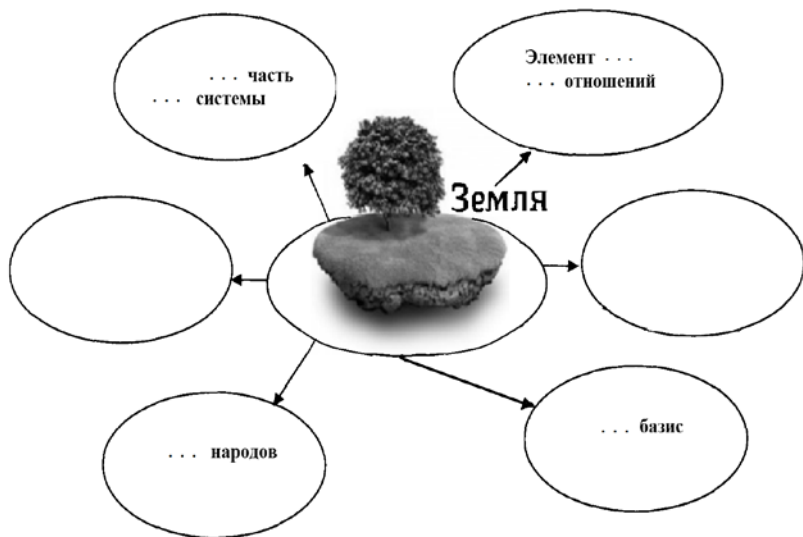 . . . часть
. . . системы
Элемент . . .
. . . отношений
Земля
. . . народов
. . . базис